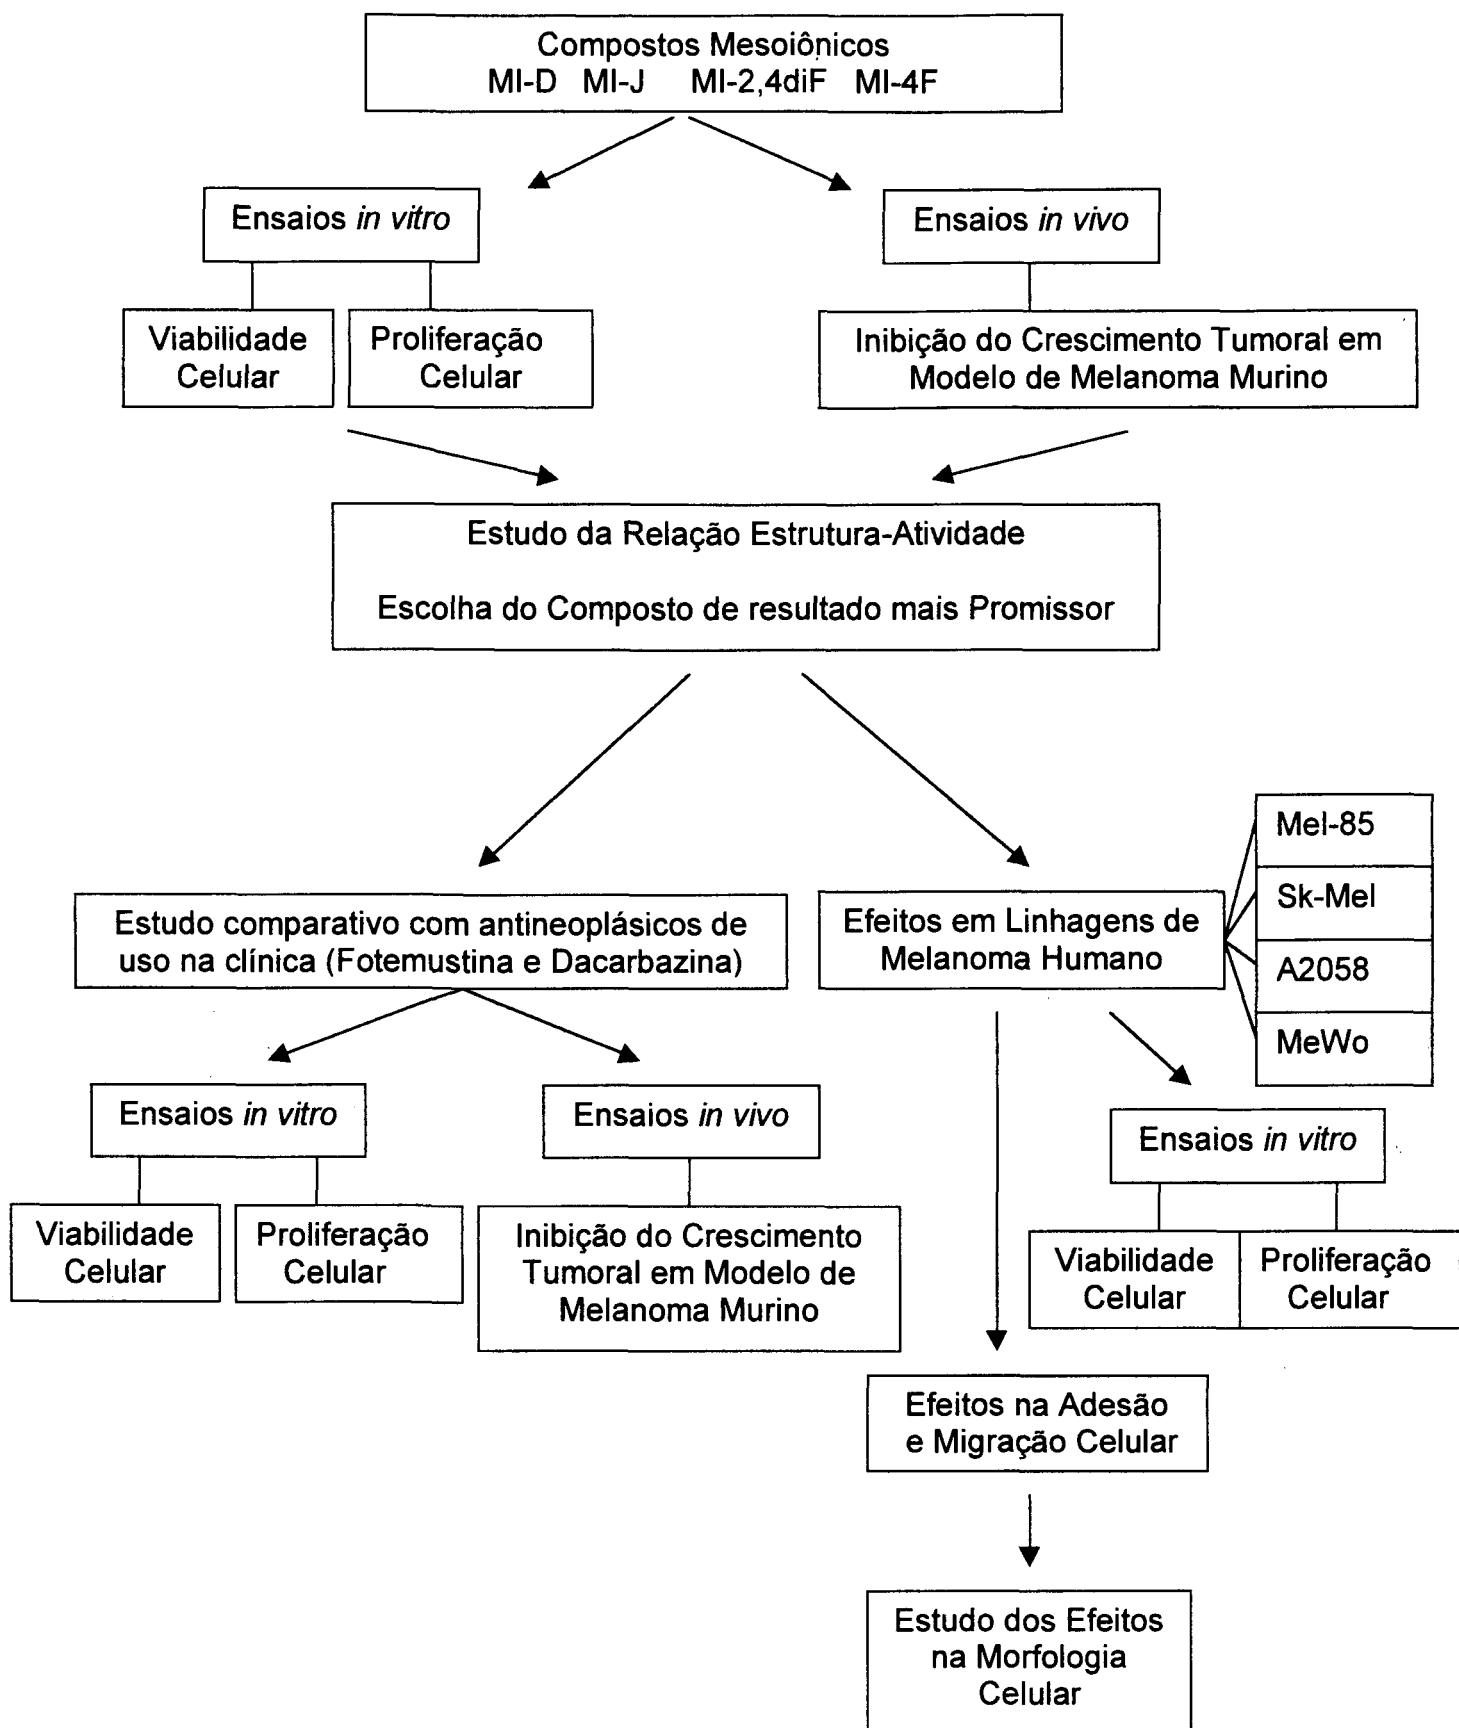 Compostos Mesoiônicos
MI-D MI-J MI-2,4diF MI-4F
Ensaios in vitro
Ensaios in vivo
Viabilidade
Celular
Proliferação
Celular
Inibição do Crescimento Tumoral em
Modelo de Melanoma Murino
Estudo da Relação Estrutura-Atividade
Escolha do Composto de resultado mais Promissor
Estudo comparativo com antineoplásicos de
uso na clínica (Fotemustina e Dacarbazina)
Efeitos em Linhagens de
Melanoma Humano
Mel-85
Sk-Mel
A2058
MeWo
Ensaios in vitro
Ensaios in vivo
Viabilidade
Celular
Proliferação
Celular
Inibição do Crescimento
Tumoral em Modelo de
Melanoma Murino
Ensaios in vitro
Viabilidade
Celular
Proliferação
Celular
Efeitos na Adesão
e Migração Celular
Estudo dos Efeitos
na Morfologia
Celular